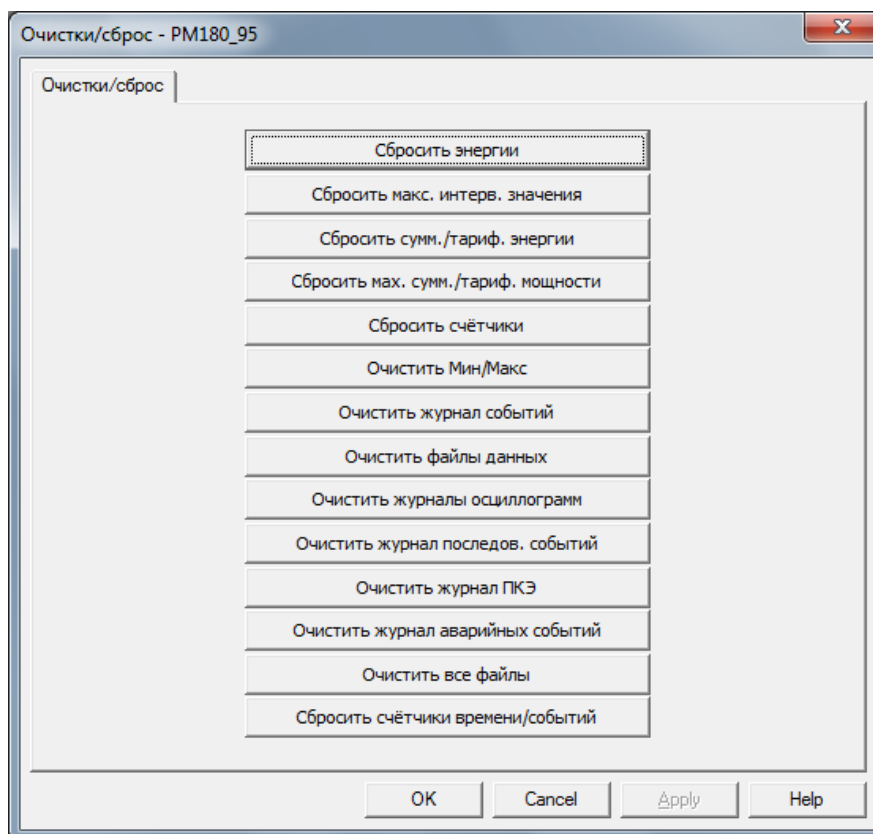 Очистки/сброс - PM180_95
Очистки/сброс
Сбросить энергии
Сбросить макс. интерв. значения
Сбросить сумм./тариф. энергии
Сбросить мах. сумм./тариф. мощности
Сбросить счётчики
Очистить Мин/Макс
Очистить журнал событий
Очистить файлы данных
Очистить журналы осциллограмм
Очистить журнал последов. событий
Очистить журнал ПКЭ
Очистить журнал аварийных событий
Очистить все файлы
Сбросить счётчики времени/событий
OK Cancel Apply Help